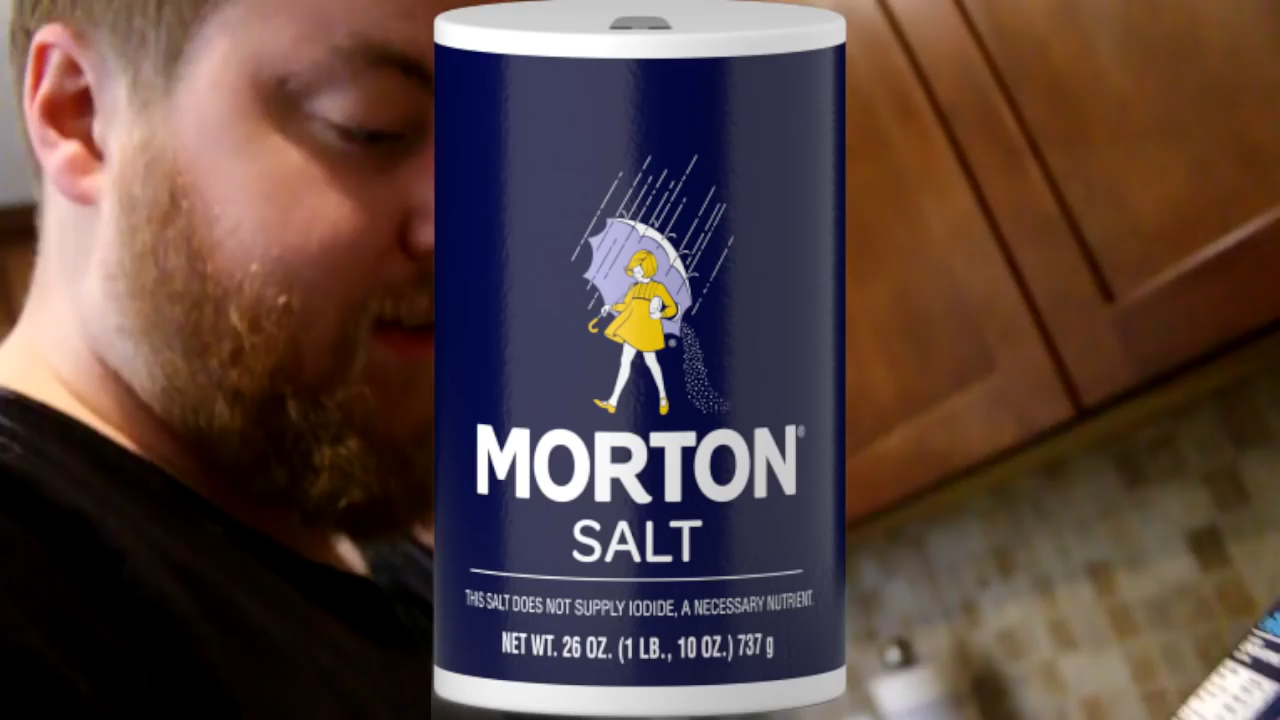 MORTON®
SALT
THIS SALT DOES NOT SUPPLY IODIDE, A NECESSARY NUTRIENT.
NET WT. 26 OZ. (1 LB., 10 OZ.) 737 g